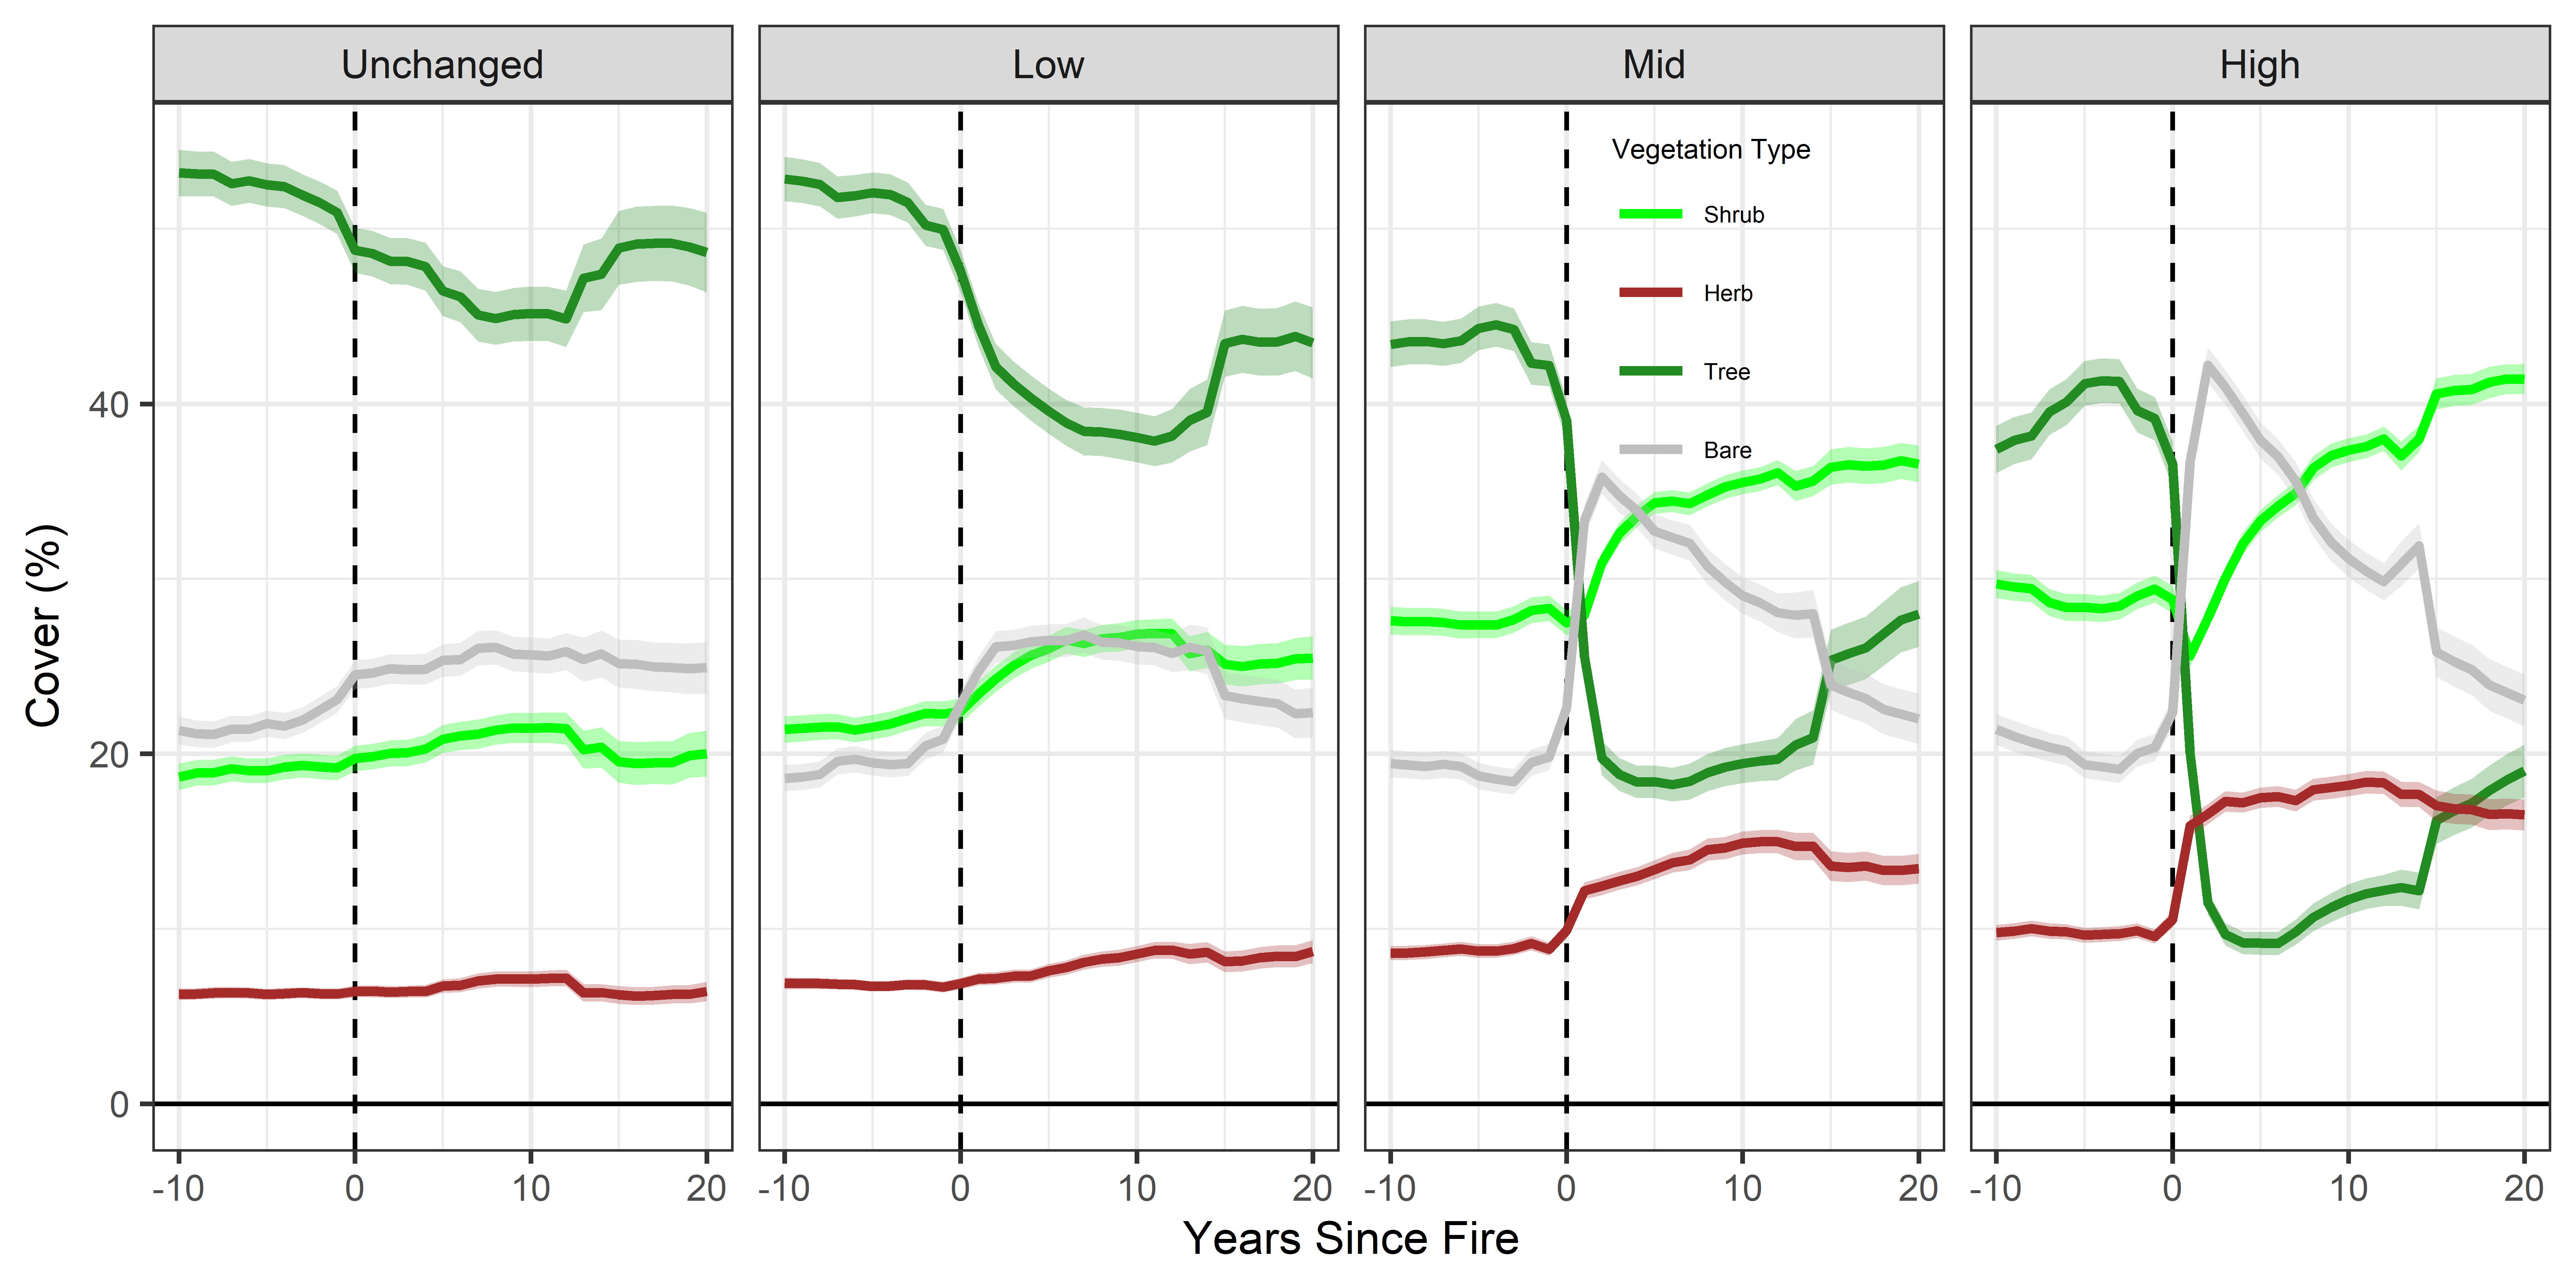 Unchanged
Low
Mid
High
Vegetation Type
Shrub
Herb
Tree
Bare
Cover (%)
40
20
0
-10 0 10 20
-10 0 10 20
-10 0 10 20
-10 0 10 20
Years Since Fire